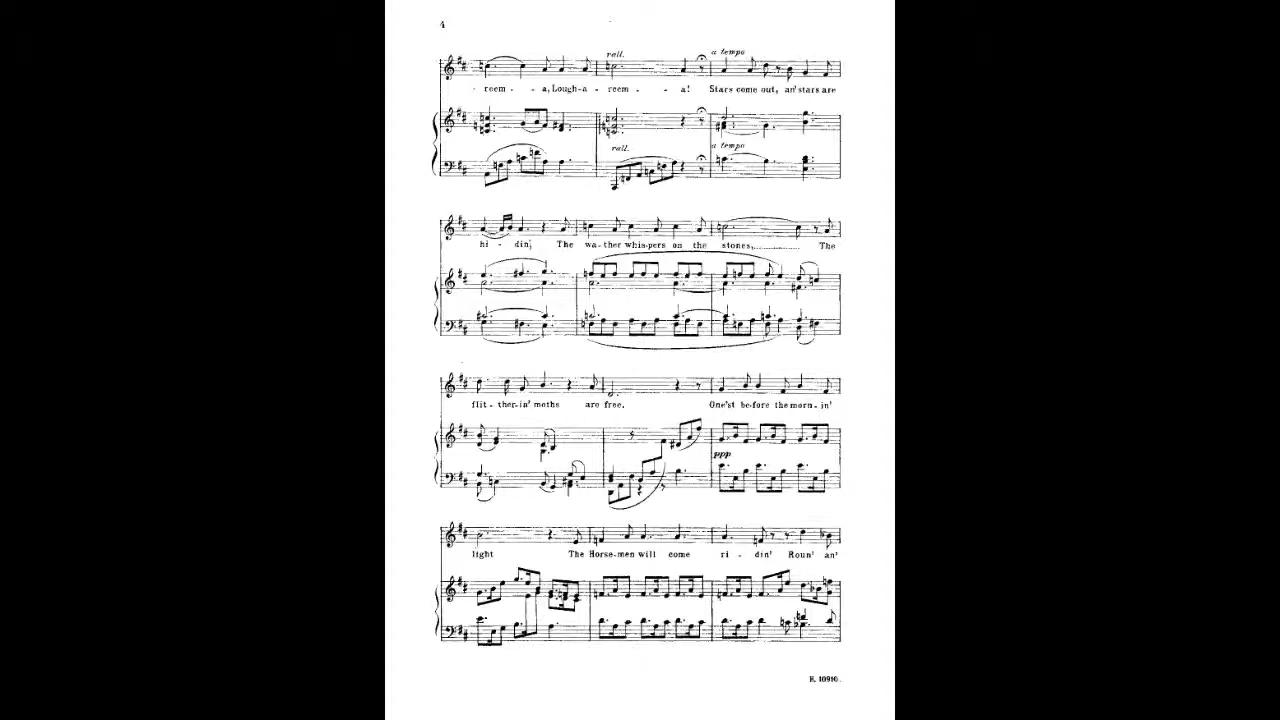 4
rall. a tempo
reem - - a, Lough-a-reem - - a! Stars come out, an' stars are
rall. a tempo
hi - din', The wa-ther whis-pers on the stones,............ The
flit-ther-in' moths are free. One'st be-fore the morn-in'
ppp
light The Horse-men will come ri - din' Roun' an'
E. 10910.